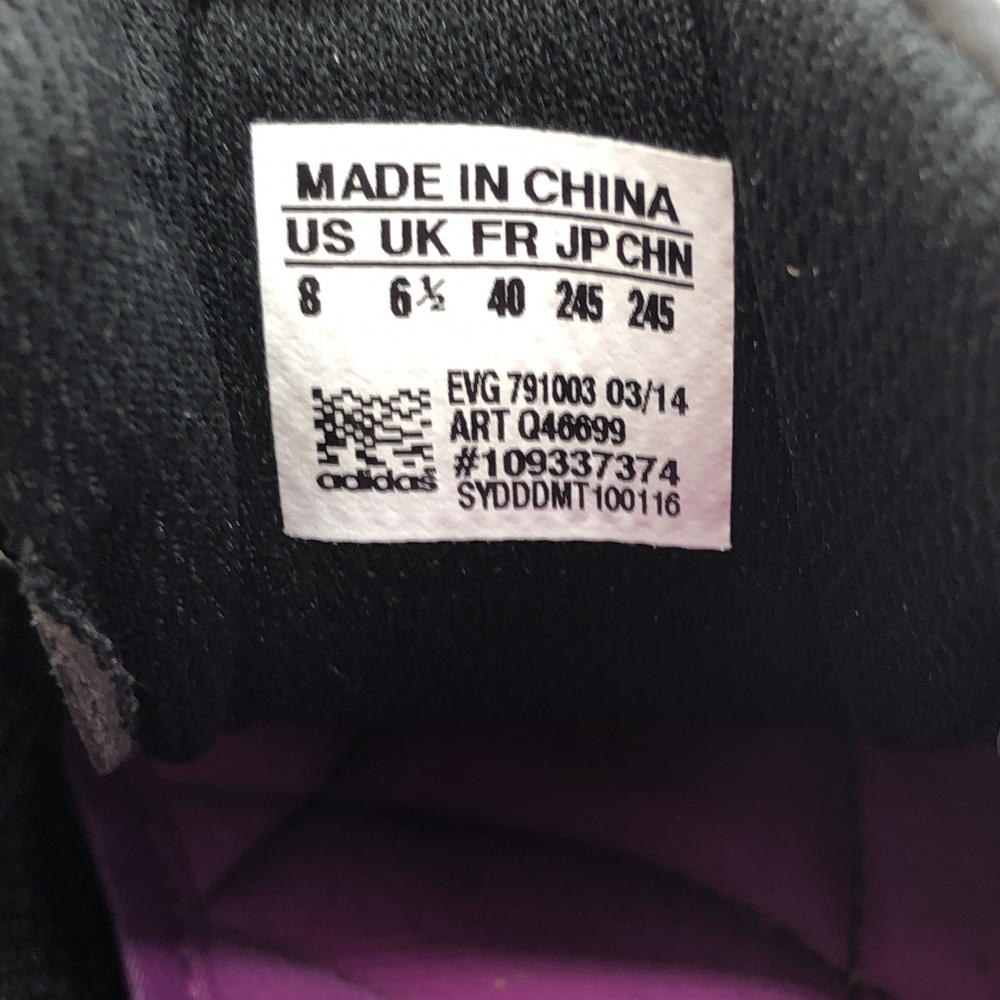 MADE IN CHINA
US UK FR JP CHN
8 6½ 40 245 245
EVG 791003 03/14
ART Q46699
#109337374
adidas
SYDDDMT100116